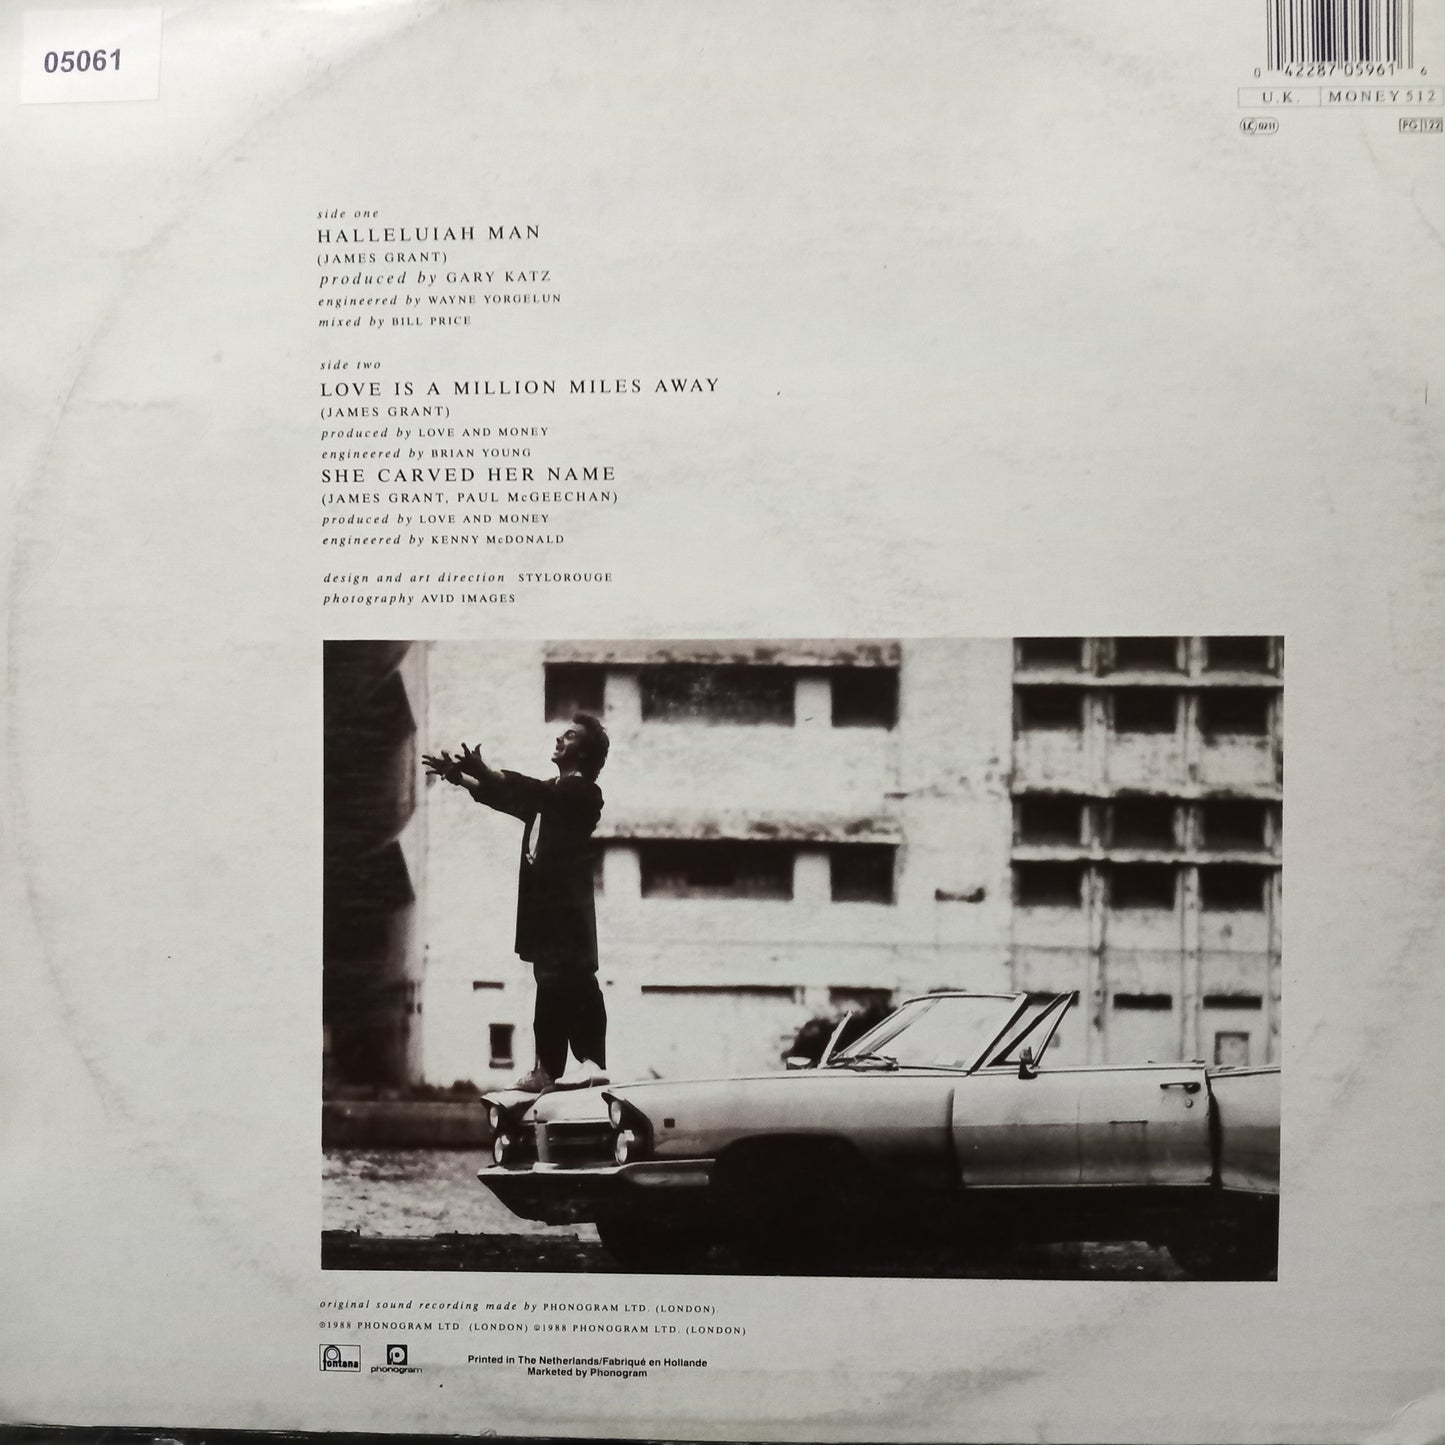 05061
0 42287 05961 6
U.K. MONEY 512
LC 0211
PG 122
side one
HALLELUIAH MAN
(JAMES GRANT)
produced by GARY KATZ
engineered by WAYNE YORGELUN
mixed by BILL PRICE
side two
LOVE IS A MILLION MILES AWAY
(JAMES GRANT)
produced by LOVE AND MONEY
engineered by BRIAN YOUNG
SHE CARVED HER NAME
(JAMES GRANT, PAUL McGEECHAN)
produced by LOVE AND MONEY
engineered by KENNY McDONALD
design and art direction STYLOROUGE
photography AVID IMAGES
original sound recording made by PHONOGRAM LTD. (LONDON)
℗1988 PHONOGRAM LTD. (LONDON) ©1988 PHONOGRAM LTD. (LONDON)
fontana
phonogram
Printed in The Netherlands/Fabriqué en Hollande
Marketed by Phonogram